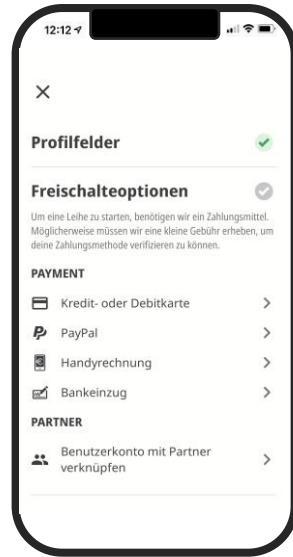 12:12
Profilfelder
Freischalteoptionen
Um eine Leihe zu starten, benötigen wir ein Zahlungsmittel.
Möglicherweise müssen wir eine kleine Gebühr erheben, um
deine Zahlungsmethode verifizieren zu können.
PAYMENT
Kredit- oder Debitkarte
PayPal
Handyrechnung
Bankeinzug
PARTNER
Benutzerkonto mit Partner
verknüpfen